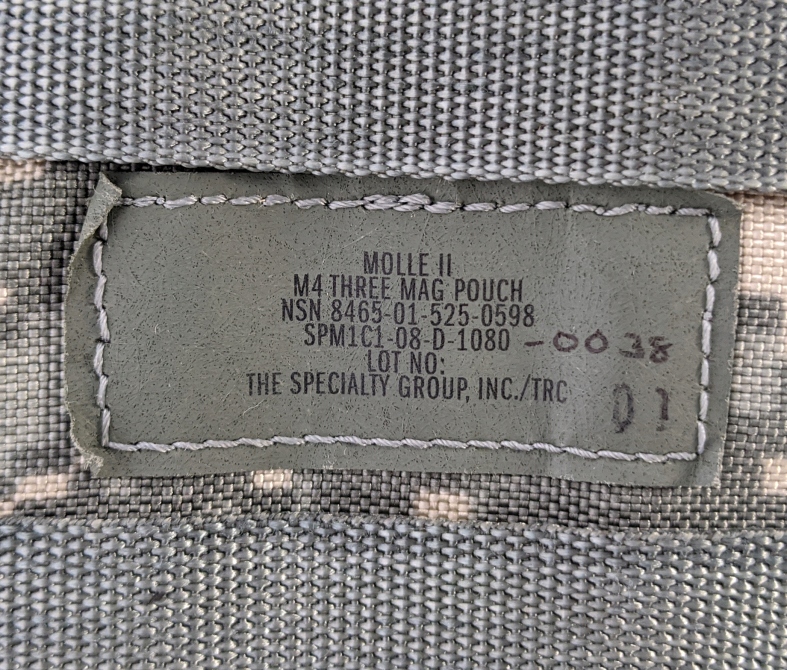 MOLLE II
M4 THREE MAG POUCH
NSN 8465-01-525-0598
SPM1C1-08-D-1080 -0038
LOT NO:
THE SPECIALTY GROUP, INC./TRC
01